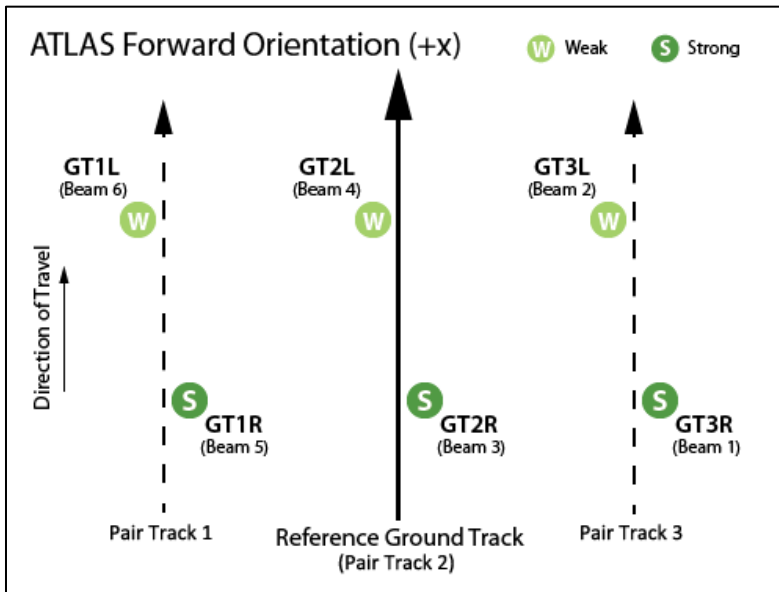 ATLAS Forward Orientation (+x)
W Weak
S Strong
GT1L
(Beam 6)
W
GT2L
(Beam 4)
W
GT3L
(Beam 2)
W
Direction of Travel
S
GT1R
(Beam 5)
S
GT2R
(Beam 3)
S
GT3R
(Beam 1)
Pair Track 1
Reference Ground Track
(Pair Track 2)
Pair Track 3